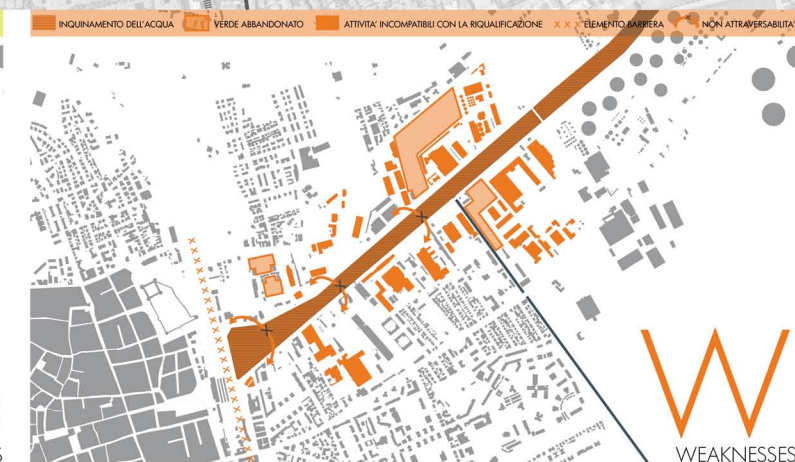 INQUINAMENTO DELL'ACQUA
VERDE ABBANDONATO
ATTIVITA' INCOMPATIBILI CON LA RIQUALIFICAZIONE
x x x ELEMENTO BARRIERA
NON ATTRAVERSABILITA'
W
WEAKNESSES
S